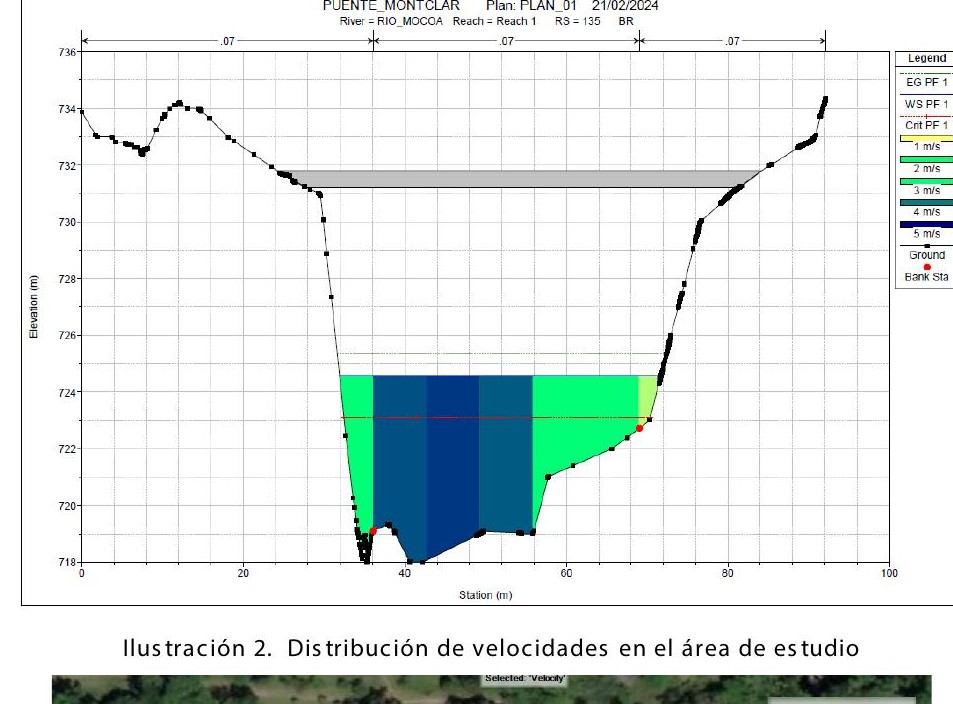 PUENTE_MONTCLAR Plan: PLAN_01 21/02/2024
River = RIO_MOCOA Reach = Reach 1 RS = 135 BR
.07 .07 .07
Legend
EG PF 1
WS PF 1
Crit PF 1
1 m/s
2 m/s
3 m/s
4 m/s
5 m/s
Ground
Bank Sta
736
734
732
730
728
726
724
722
720
718
Elevation (m)
0 20 40 60 80 100
Station (m)
Ilustración 2. Distribución de velocidades en el área de estudio
Selected: 'Velocity'